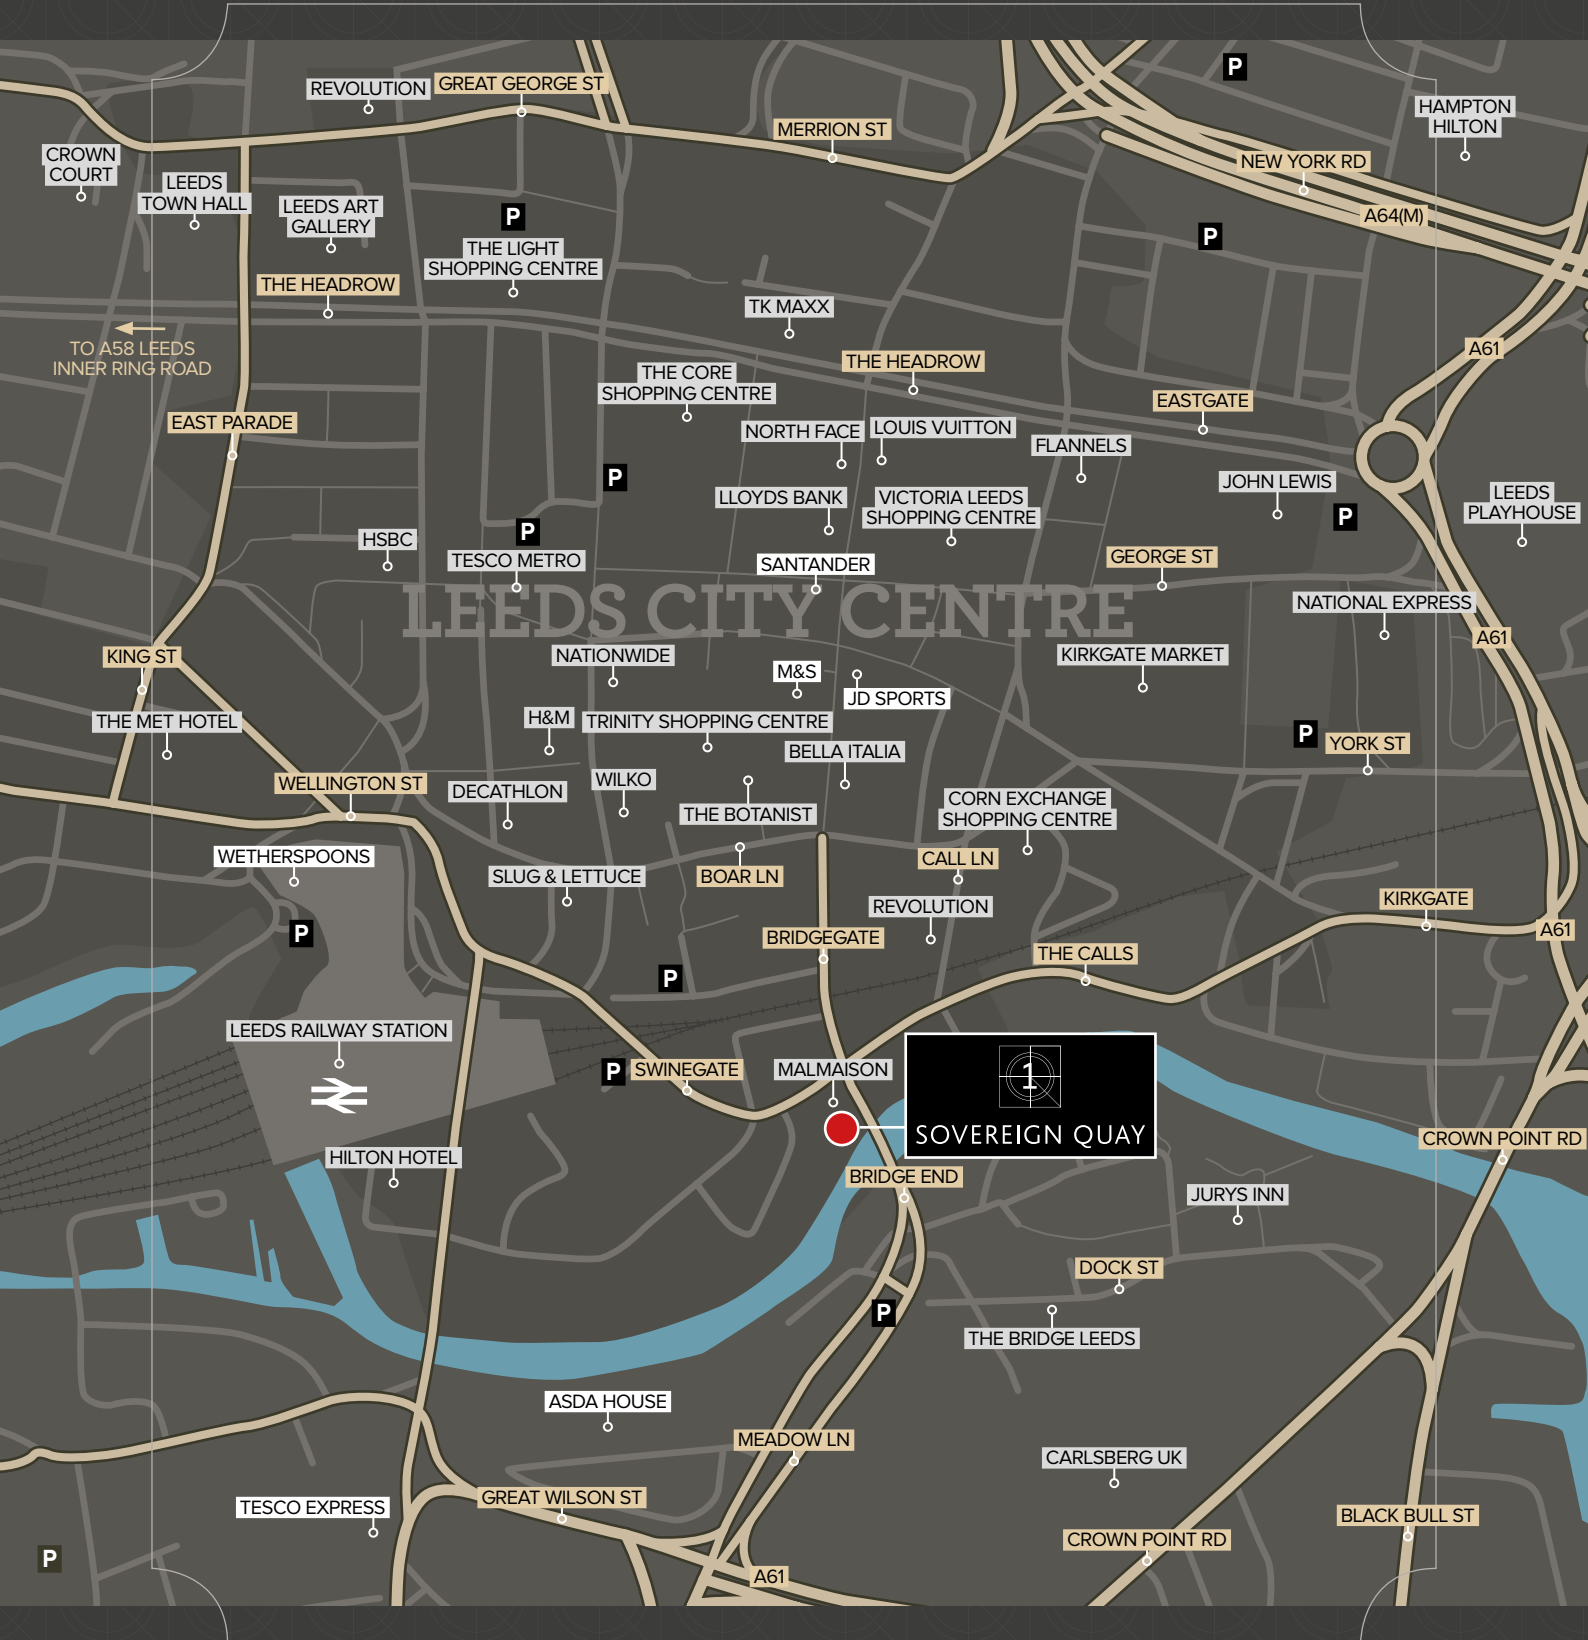 P
REVOLUTION
GREAT GEORGE ST
HAMPTON
HILTON
MERRION ST
CROWN
COURT
NEW YORK RD
LEEDS
TOWN HALL
LEEDS ART
GALLERY
P
A64(M)
P
THE LIGHT
SHOPPING CENTRE
THE HEADROW
TK MAXX
TO A58 LEEDS
INNER RING ROAD
A61
THE HEADROW
THE CORE
SHOPPING CENTRE
EASTGATE
EAST PARADE
NORTH FACE
LOUIS VUITTON
FLANNELS
P
JOHN LEWIS
LEEDS
PLAYHOUSE
LLOYDS BANK
VICTORIA LEEDS
SHOPPING CENTRE
P
P
HSBC
TESCO METRO
SANTANDER
GEORGE ST
LEEDS CITY CENTRE
NATIONAL EXPRESS
A61
KING ST
NATIONWIDE
M&S
KIRKGATE MARKET
JD SPORTS
THE MET HOTEL
H&M
TRINITY SHOPPING CENTRE
P
YORK ST
BELLA ITALIA
WELLINGTON ST
DECATHLON
WILKO
CORN EXCHANGE
SHOPPING CENTRE
THE BOTANIST
WETHERSPOONS
CALL LN
SLUG & LETTUCE
BOAR LN
KIRKGATE
REVOLUTION
P
BRIDGEGATE
A61
THE CALLS
P
LEEDS RAILWAY STATION
P
SWINEGATE
MALMAISON
1
SOVEREIGN QUAY
CROWN POINT RD
HILTON HOTEL
BRIDGE END
JURYS INN
DOCK ST
P
THE BRIDGE LEEDS
ASDA HOUSE
MEADOW LN
CARLSBERG UK
GREAT WILSON ST
TESCO EXPRESS
BLACK BULL ST
CROWN POINT RD
P
A61